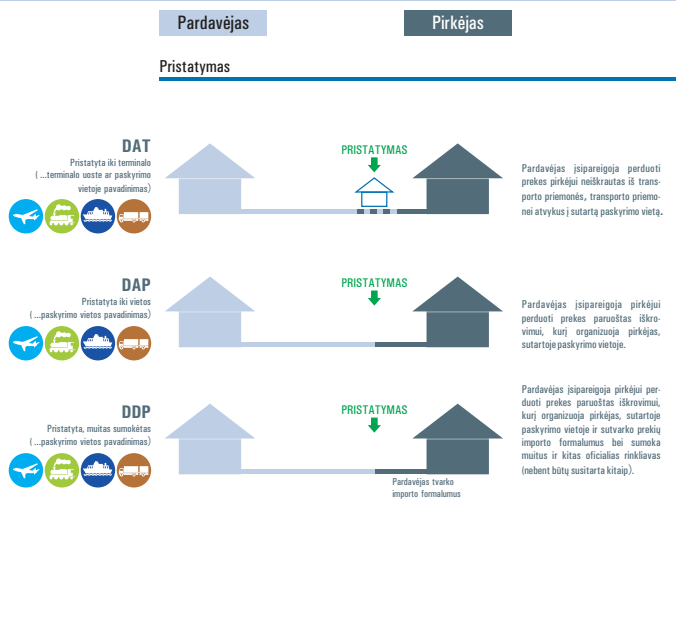 Pardavėjas
Pirkėjas
Pristatymas
DAT
Pristatyta iki terminalo
( ...terminalo uoste ar paskyrimo
vietoje pavadinimas)
PRISTATYMAS
Pardavėjas įsipareigoja perduoti
prekes pirkėjui neiškrautas iš trans-
porto priemonės, transporto priemo-
nei atvykus į sutartą paskyrimo vietą.
DAP
Pristatyta iki vietos
( ...paskyrimo vietos pavadinimas)
PRISTATYMAS
Pardavėjas įsipareigoja pirkėjui
perduoti prekes paruoštas iškro-
vimui, kurį organizuoja pirkėjas,
sutartoje paskyrimo vietoje.
DDP
Pristatyta, muitas sumokėtas
( ...paskyrimo vietos pavadinimas)
PRISTATYMAS
Pardavėjas tvarko
importo formalumus
Pardavėjas įsipareigoja pirkėjui per-
duoti prekes paruoštas iškrovimui,
kurį organizuoja pirkėjas, sutartoje
paskyrimo vietoje ir sutvarko prekių
importo formalumus bei sumoka
muitus ir kitas oficialias rinkliavas
(nebent būtų susitarta kitaip).